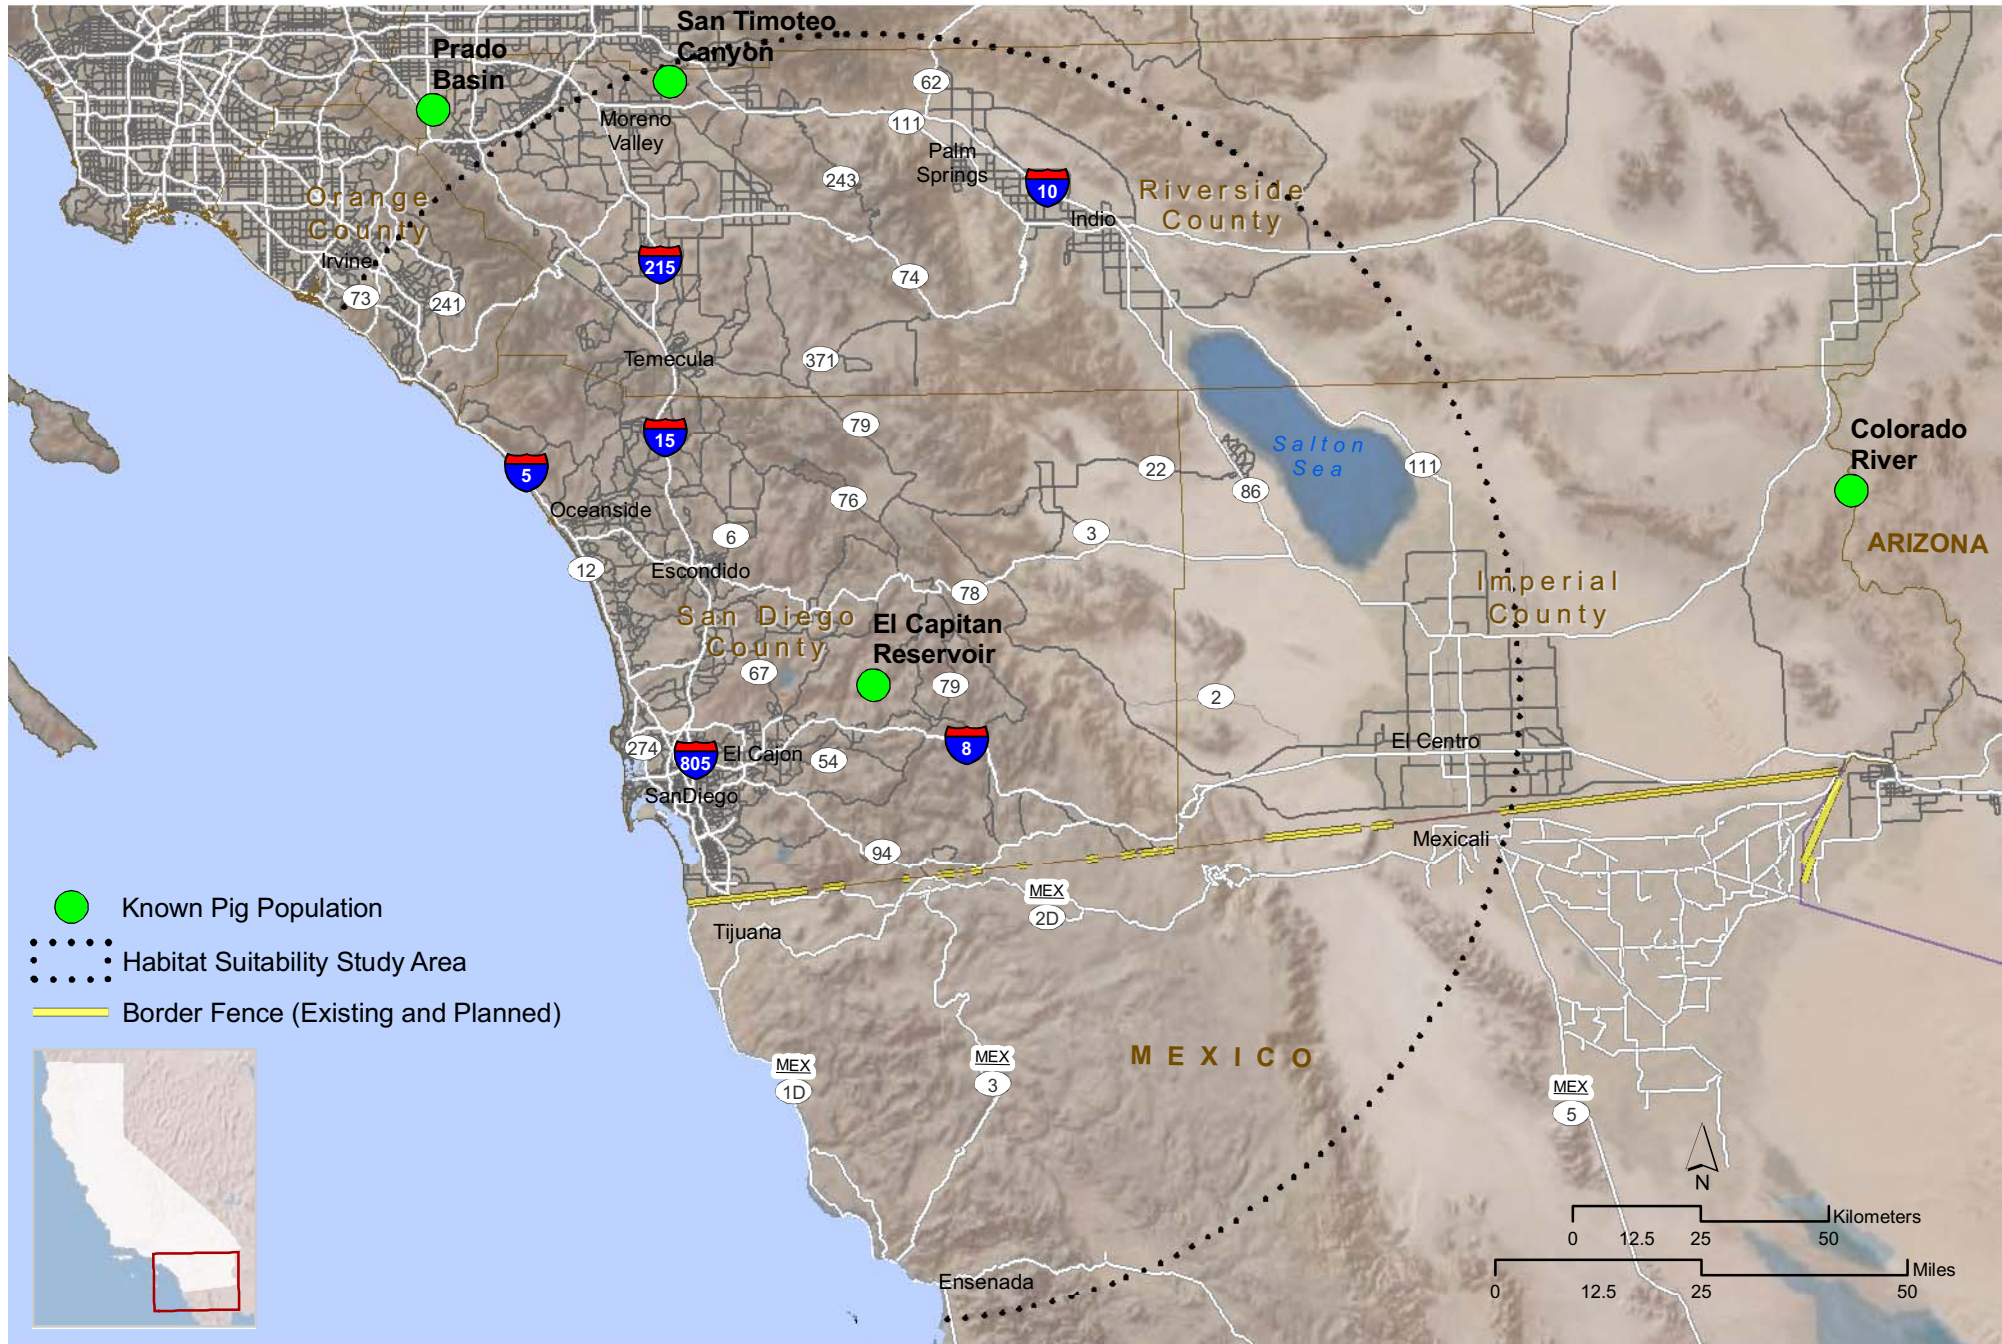 San Timoteo
Canyon
Prado
Basin
62
Moreno
Valley
111
Palm
Springs
243
10
Riverside
County
Orange
County
Indio
Irvine
215
74
73
241
Temecula
371
79
15
Colorado
River
Salton
Sea
5
22
111
86
76
Oceanside
6
3
ARIZONA
12
Escondido
78
Imperial
County
San Diego
County
El Capitan
Reservoir
67
79
2
274
El Cajon
8
El Centro
805
54
SanDiego
94
Mexicali
MEX
2D
Tijuana
Known Pig Population
Habitat Suitability Study Area
Border Fence (Existing and Planned)
MEXICO
MEX
1D
MEX
3
MEX
5
N
Kilometers
0 12.5 25 50
Miles
0 12.5 25 50
Ensenada